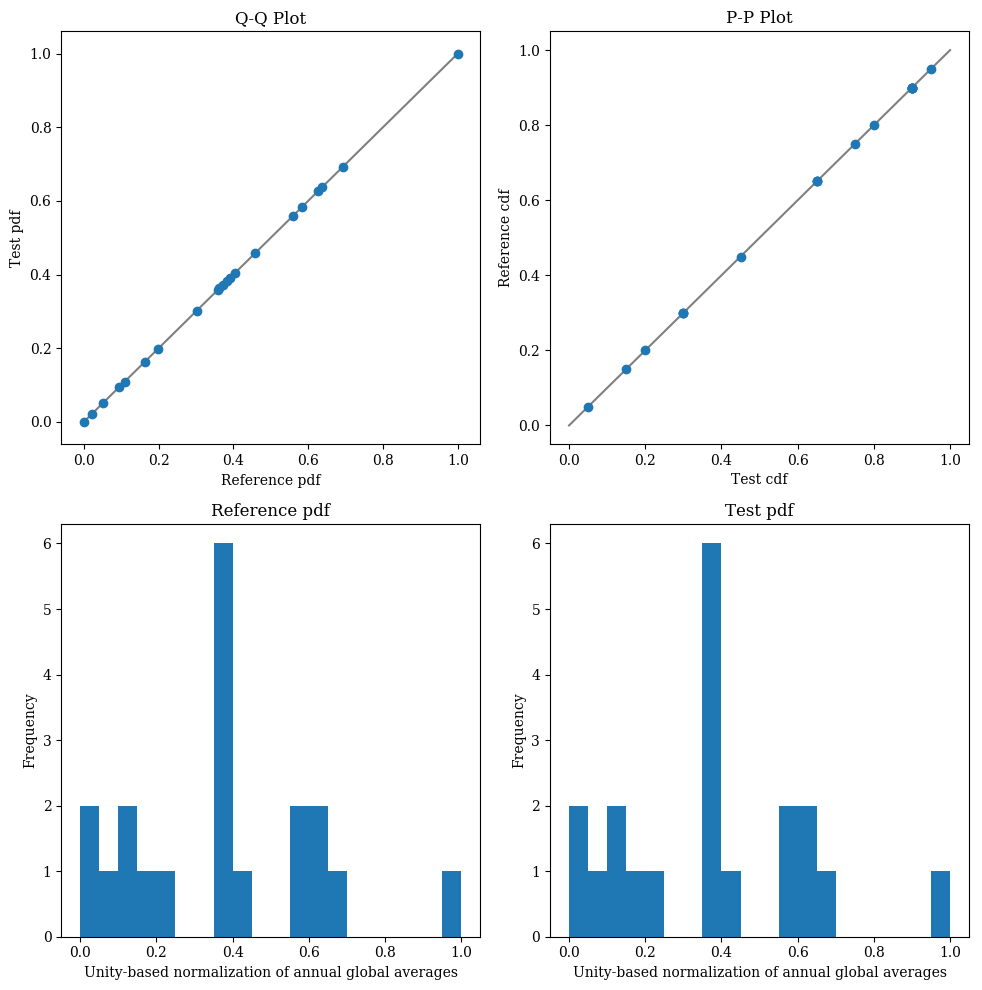 Q-Q Plot
1.0
0.8
0.6
0.4
0.2
0.0
Test pdf
0.0 0.2 0.4 0.6 0.8 1.0
Reference pdf
P-P Plot
1.0
0.8
0.6
0.4
0.2
0.0
Reference cdf
0.0 0.2 0.4 0.6 0.8 1.0
Test cdf
Reference pdf
6
5
4
3
2
1
0
Frequency
0.0 0.2 0.4 0.6 0.8 1.0
Unity-based normalization of annual global averages
Test pdf
6
5
4
3
2
1
0
Frequency
0.0 0.2 0.4 0.6 0.8 1.0
Unity-based normalization of annual global averages